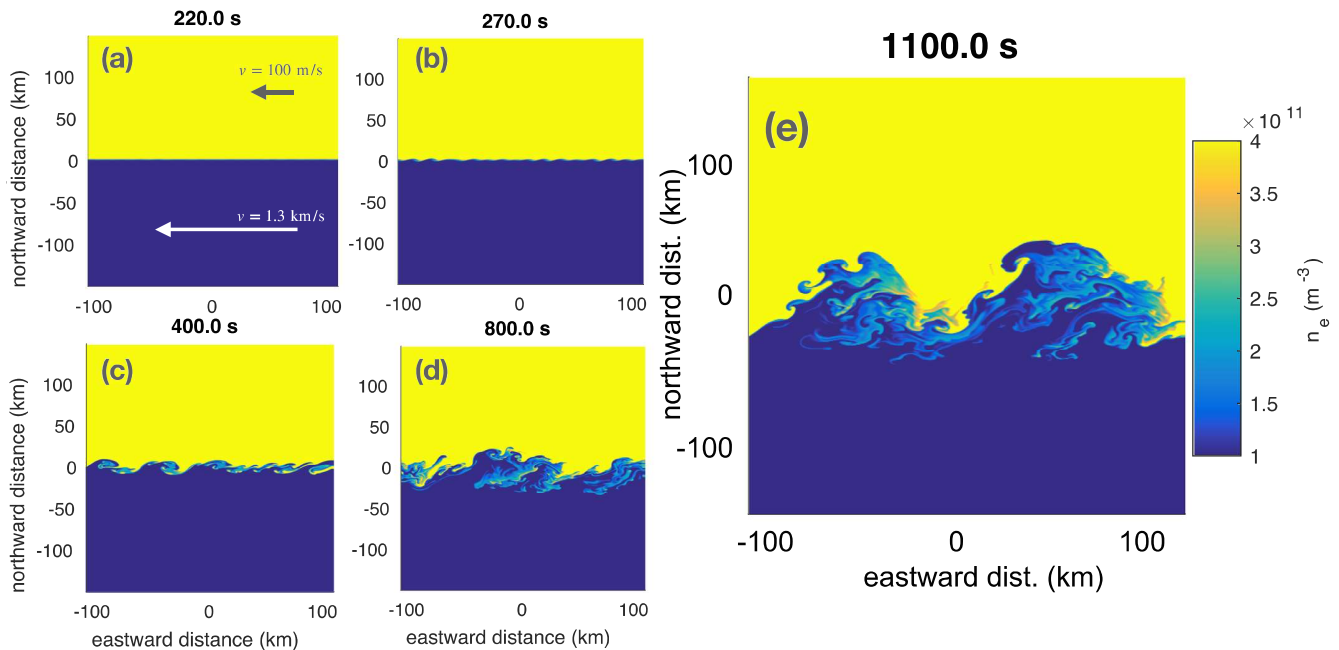 220.0 s
(a)
v = 100 m/s
v = 1.3 km/s
100
50
0
-50
-100
northward distance (km)
-100
0
100
270.0 s
(b)
100
50
0
-50
-100
-100
0
100
400.0 s
(c)
100
50
0
-50
-100
northward distance (km)
-100
0
100
eastward distance (km)
800.0 s
(d)
100
50
0
-50
-100
-100
0
100
eastward distance (km)
1100.0 s
(e)
100
0
-100
northward dist. (km)
-100
0
100
eastward dist. (km)
× 10 11
4
3.5
3
2.5
2
1.5
1
n e (m -3)